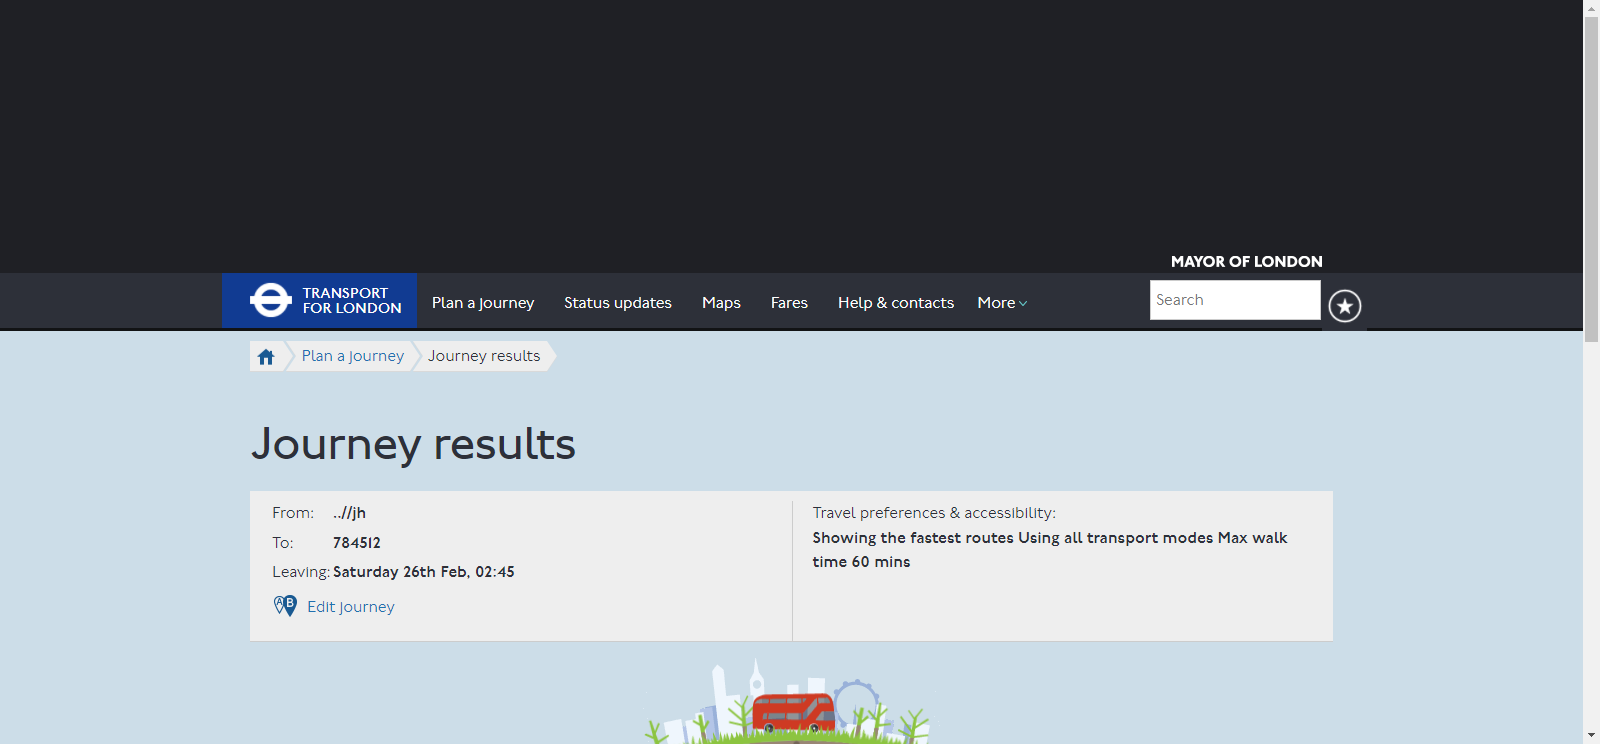 MAYOR OF LONDON
TRANSPORT
FOR LONDON
Plan a journey
Status updates
Maps
Fares
Help & contacts
More
Search
Plan a journey
Journey results
Journey results
From: ..//jh
To: 784512
Leaving: Saturday 26th Feb, 02:45
A B Edit journey
Travel preferences & accessibility:
Showing the fastest routes Using all transport modes Max walk
time 60 mins